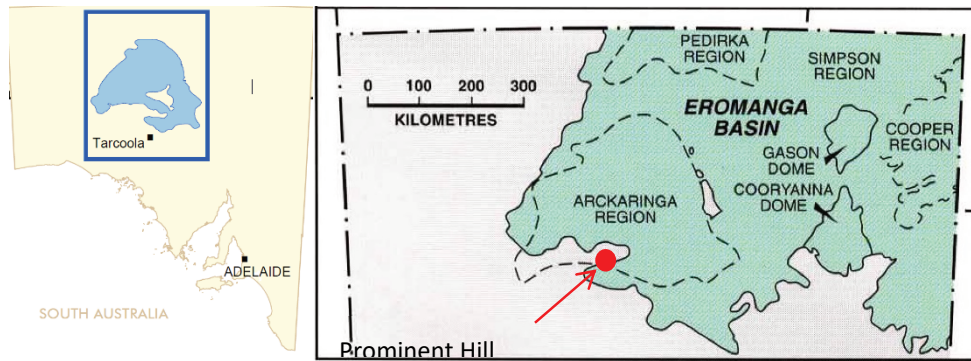 Tarcoola
ADELAIDE
SOUTH AUSTRALIA
0 100 200 300
KILOMETRES
PEDIRKA
REGION
SIMPSON
REGION
EROMANGA
BASIN
COOPER
REGION
GASON
DOME
COORYANNA
DOME
ARCKARINGA
REGION
Prominent Hill